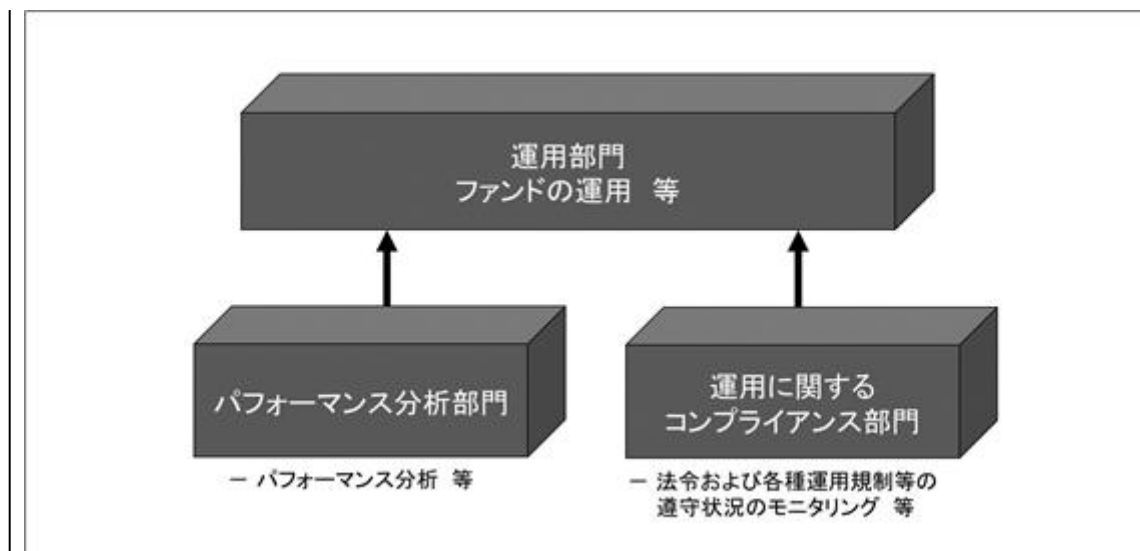 運用部門
ファンドの運用 等
パフォーマンス分析部門
- パフォーマンス分析 等
運用に関する
コンプライアンス部門
- 法令および各種運用規制等の
遵守状況のモニタリング 等